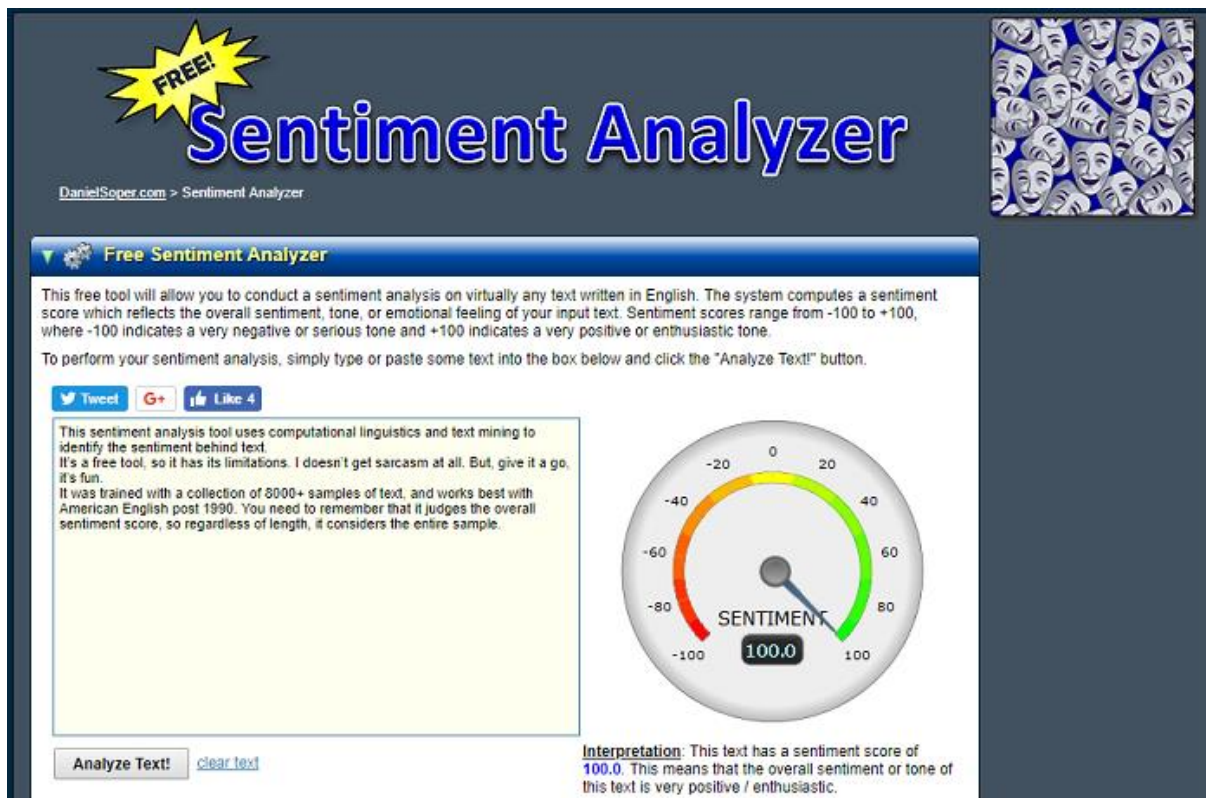 FREE!
Sentiment Analyzer
DanielSoper.com > Sentiment Analyzer
Free Sentiment Analyzer
This free tool will allow you to conduct a sentiment analysis on virtually any text written in English. The system computes a sentiment
score which reflects the overall sentiment, tone, or emotional feeling of your input text. Sentiment scores range from -100 to +100,
where -100 indicates a very negative or serious tone and +100 indicates a very positive or enthusiastic tone.
To perform your sentiment analysis, simply type or paste some text into the box below and click the "Analyze Text!" button.
Tweet G+ Like 4
This sentiment analysis tool uses computational linguistics and text mining to
identify the sentiment behind text.
It's a free tool, so it has its limitations. I doesn't get sarcasm at all. But, give it a go,
it's fun.
It was trained with a collection of 8000+ samples of text, and works best with
American English post 1990. You need to remember that it judges the overall
sentiment score, so regardless of length, it considers the entire sample.
0
-20 20
-40 40
-60 60
-80 80
SENTIMENT
-100 100.0 100
Analyze Text! clear text
Interpretation: This text has a sentiment score of
100.0. This means that the overall sentiment or tone of
this text is very positive / enthusiastic.